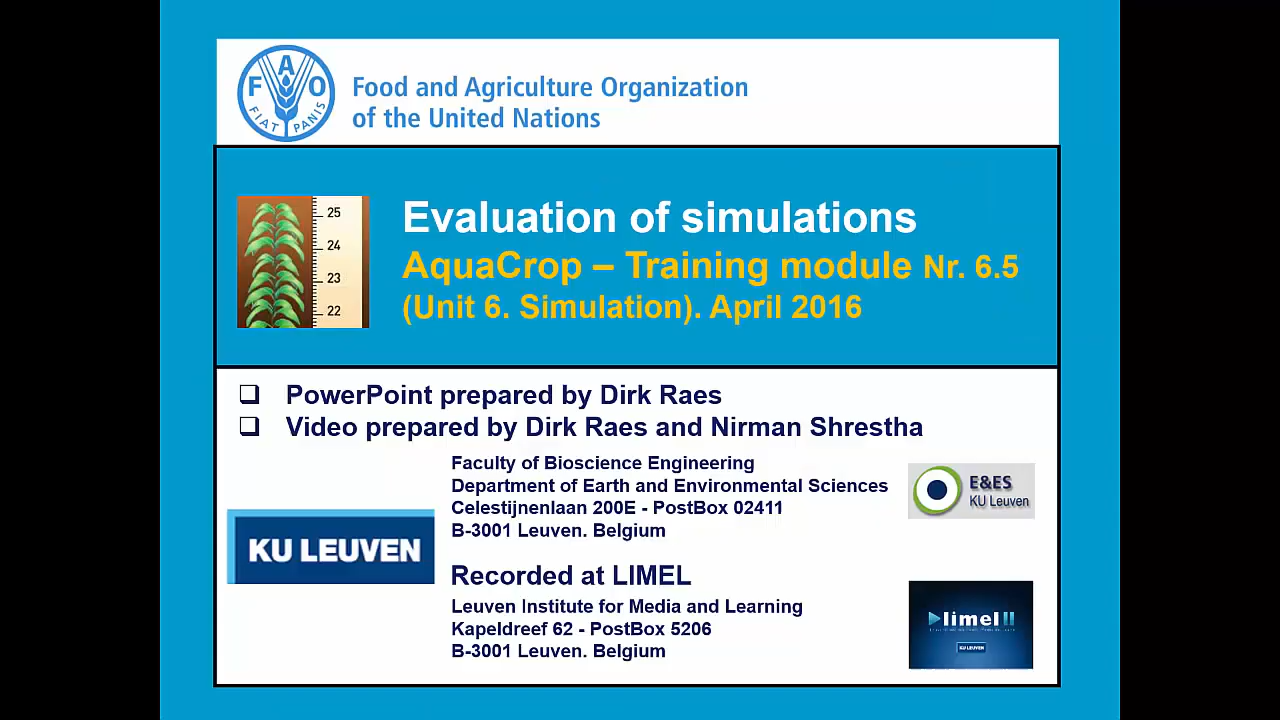 F A O
FIAT PANIS
Food and Agriculture Organization
of the United Nations
25
24
23
22
Evaluation of simulations
AquaCrop – Training module Nr. 6.5
(Unit 6. Simulation). April 2016
❑ PowerPoint prepared by Dirk Raes
❑ Video prepared by Dirk Raes and Nirman Shrestha
Faculty of Bioscience Engineering
Department of Earth and Environmental Sciences
Celestijnenlaan 200E - PostBox 02411
B-3001 Leuven. Belgium
E&ES
KU Leuven
KU LEUVEN
Recorded at LIMEL
Leuven Institute for Media and Learning
Kapeldreef 62 - PostBox 5206
B-3001 Leuven. Belgium
limel
KU LEUVEN